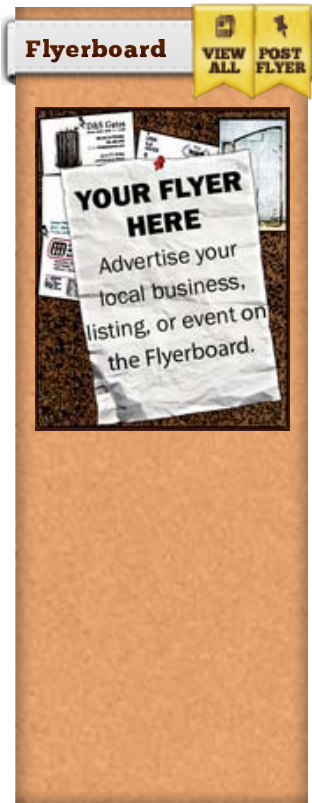 Flyerboard
VIEW
ALL
POST
FLYER
D&S Gates
YOUR FLYER
HERE
Advertise your
local business,
listing, or event on
the Flyerboard.